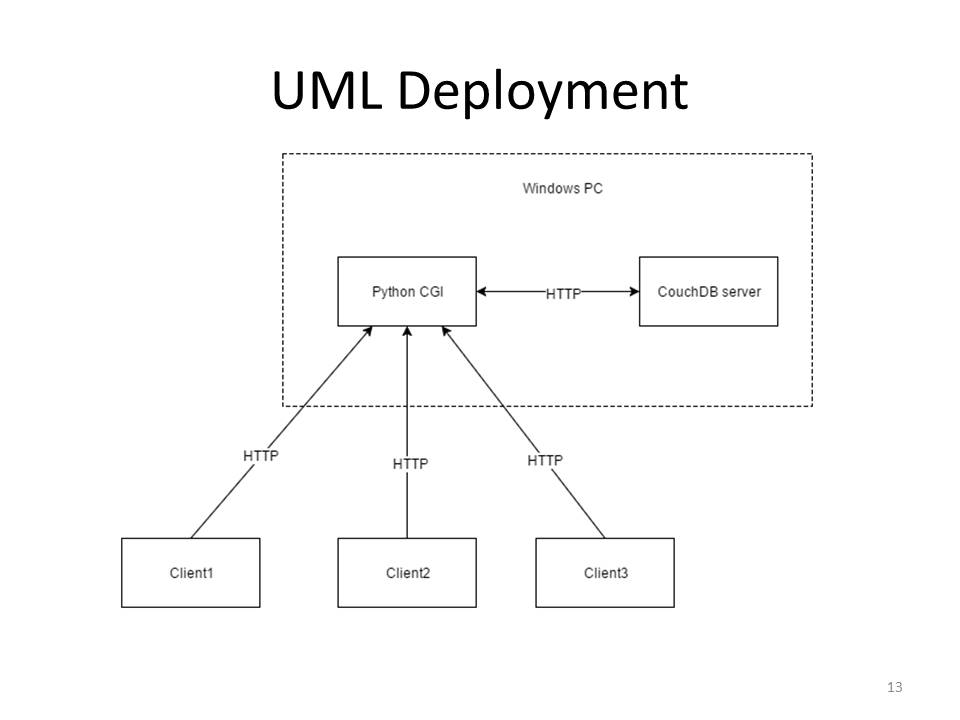 UML Deployment
Windows PC
Python CGI
HTTP
CouchDB server
HTTP
HTTP
HTTP
Client1
Client2
Client3
13